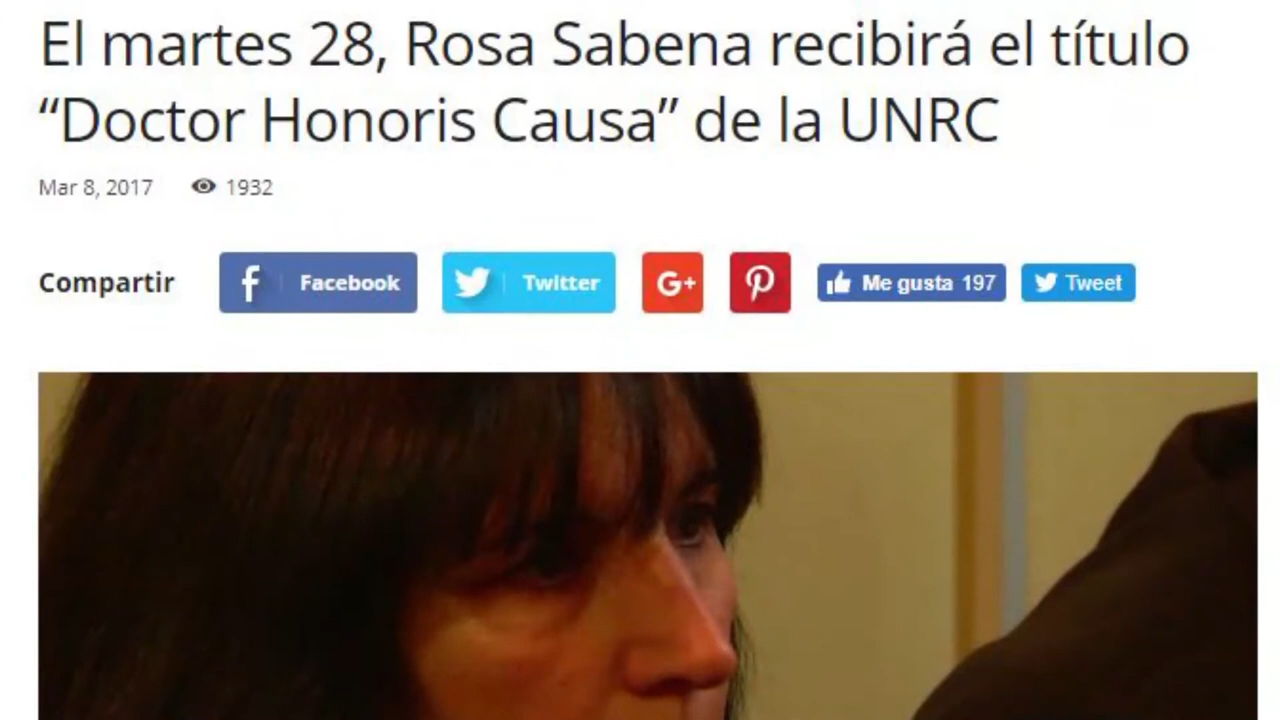 El martes 28, Rosa Sabena recibirá el título
“Doctor Honoris Causa” de la UNRC
Mar 8, 2017 1932
Compartir Facebook Twitter G+ Me gusta 197 Tweet